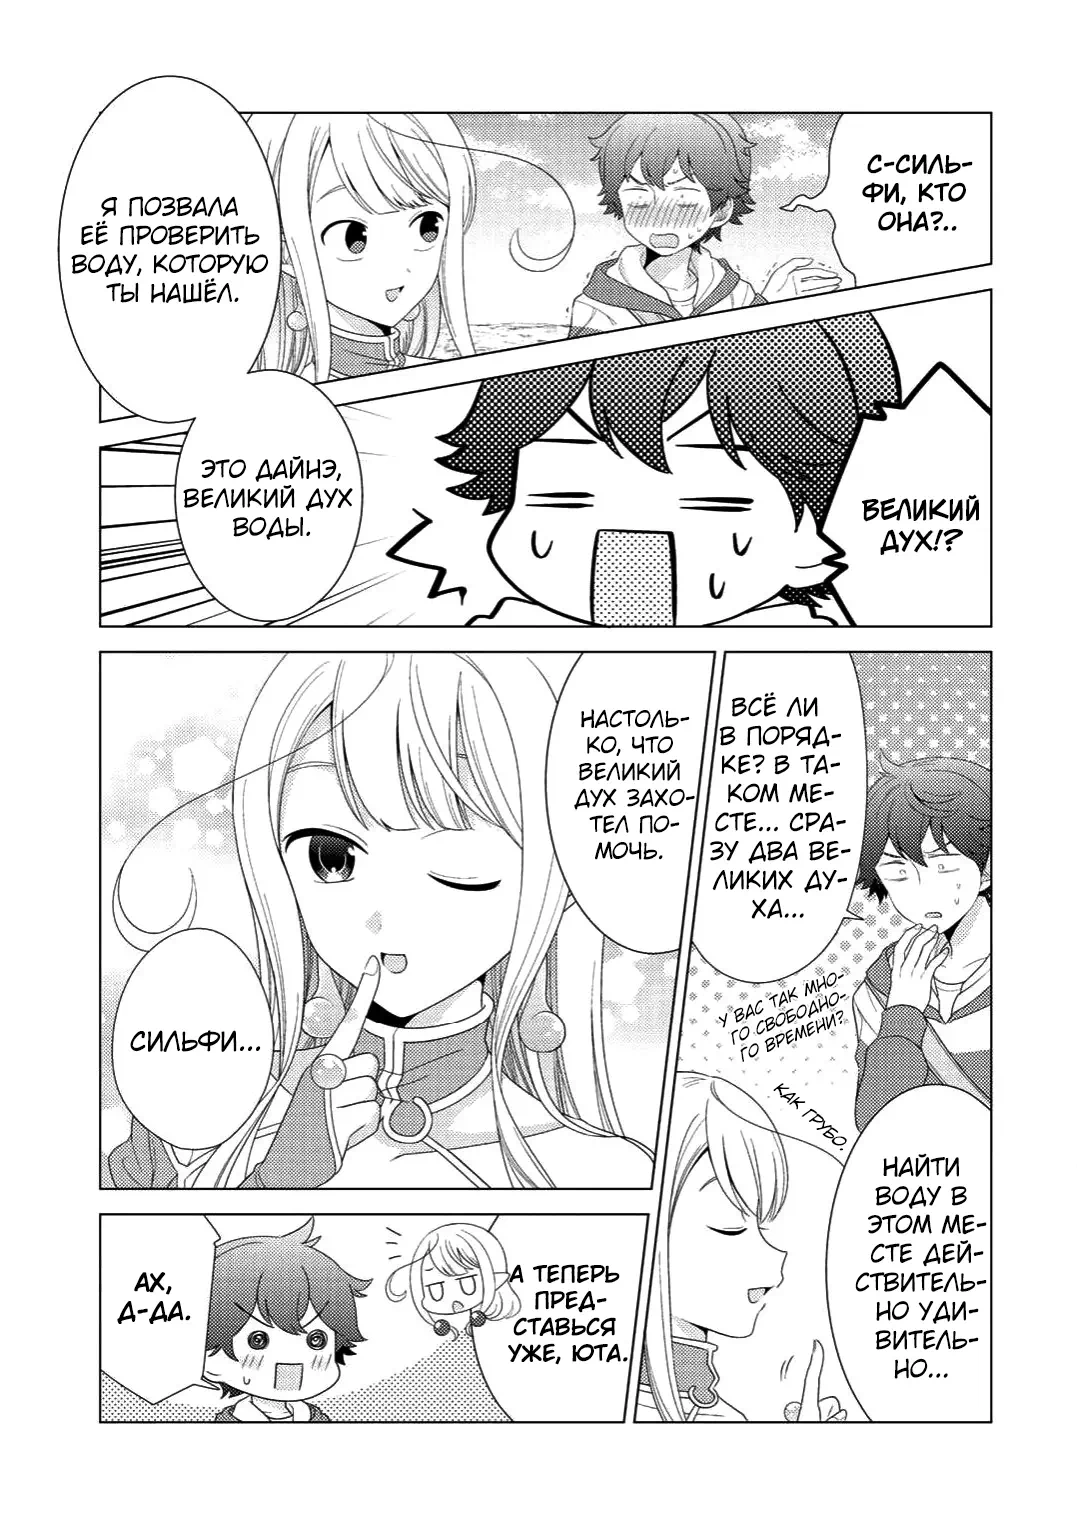 С-СИЛЬ-
ФИ, КТО
ОНА?..
Я ПОЗВАЛА
ЕЁ ПРОВЕРИТЬ
ВОДУ, КОТОРУЮ
ТЫ НАШЁЛ.
ВЕЛИКИЙ
ДУХ!?
ЭТО ДАЙНЭ,
ВЕЛИКИЙ ДУХ
ВОДЫ.
ВСЁ ЛИ
В ПОРЯД-
КЕ? В ТА-
КОМ МЕ-
СТЕ... СРА-
ЗУ ДВА ВЕ-
ЛИКИХ ДУ-
ХА...
У ВАС ТАК МНО-
ГО СВОБОДНО-
ГО ВРЕМЕНИ?
КАК ГРУБО.
НАЙТИ
ВОДУ В
ЭТОМ МЕ-
СТЕ ДЕЙ-
СТВИТЕЛЬ-
НО УДИ-
ВИТЕЛЬ-
НО...
НАСТОЛЬ-
КО, ЧТО
ВЕЛИКИЙ
ДУХ ЗАХО-
ТЕЛ ПО-
МОЧЬ.
СИЛЬФИ...
А ТЕПЕРЬ
ПРЕД-
СТАВЬСЯ
УЖЕ, ЮТА.
АХ,
Д-ДА.